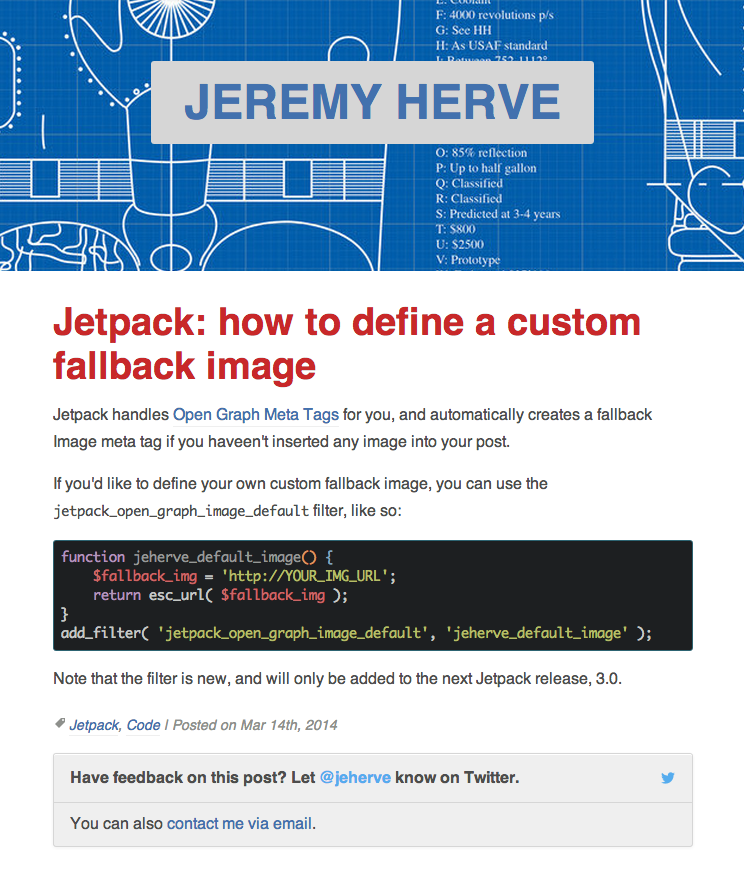 E: Coolant
F: 4000 revolutions p/s
G: See HH
H: As USAF standard
I: Between 752-1112°
JEREMY HERVE
O: 85% reflection
P: Up to half gallon
Q: Classified
R: Classified
S: Predicted at 3-4 years
T: $800
U: $2500
V: Prototype
Jetpack: how to define a custom
fallback image
Jetpack handles Open Graph Meta Tags for you, and automatically creates a fallback
Image meta tag if you haveen't inserted any image into your post.
If you'd like to define your own custom fallback image, you can use the
jetpack_open_graph_image_default filter, like so:
function jeherve_default_image() {
    $fallback_img = 'http://YOUR_IMG_URL';
    return esc_url( $fallback_img );
}
add_filter( 'jetpack_open_graph_image_default', 'jeherve_default_image' );
Note that the filter is new, and will only be added to the next Jetpack release, 3.0.
Jetpack, Code | Posted on Mar 14th, 2014
Have feedback on this post? Let @jeherve know on Twitter.
You can also contact me via email.